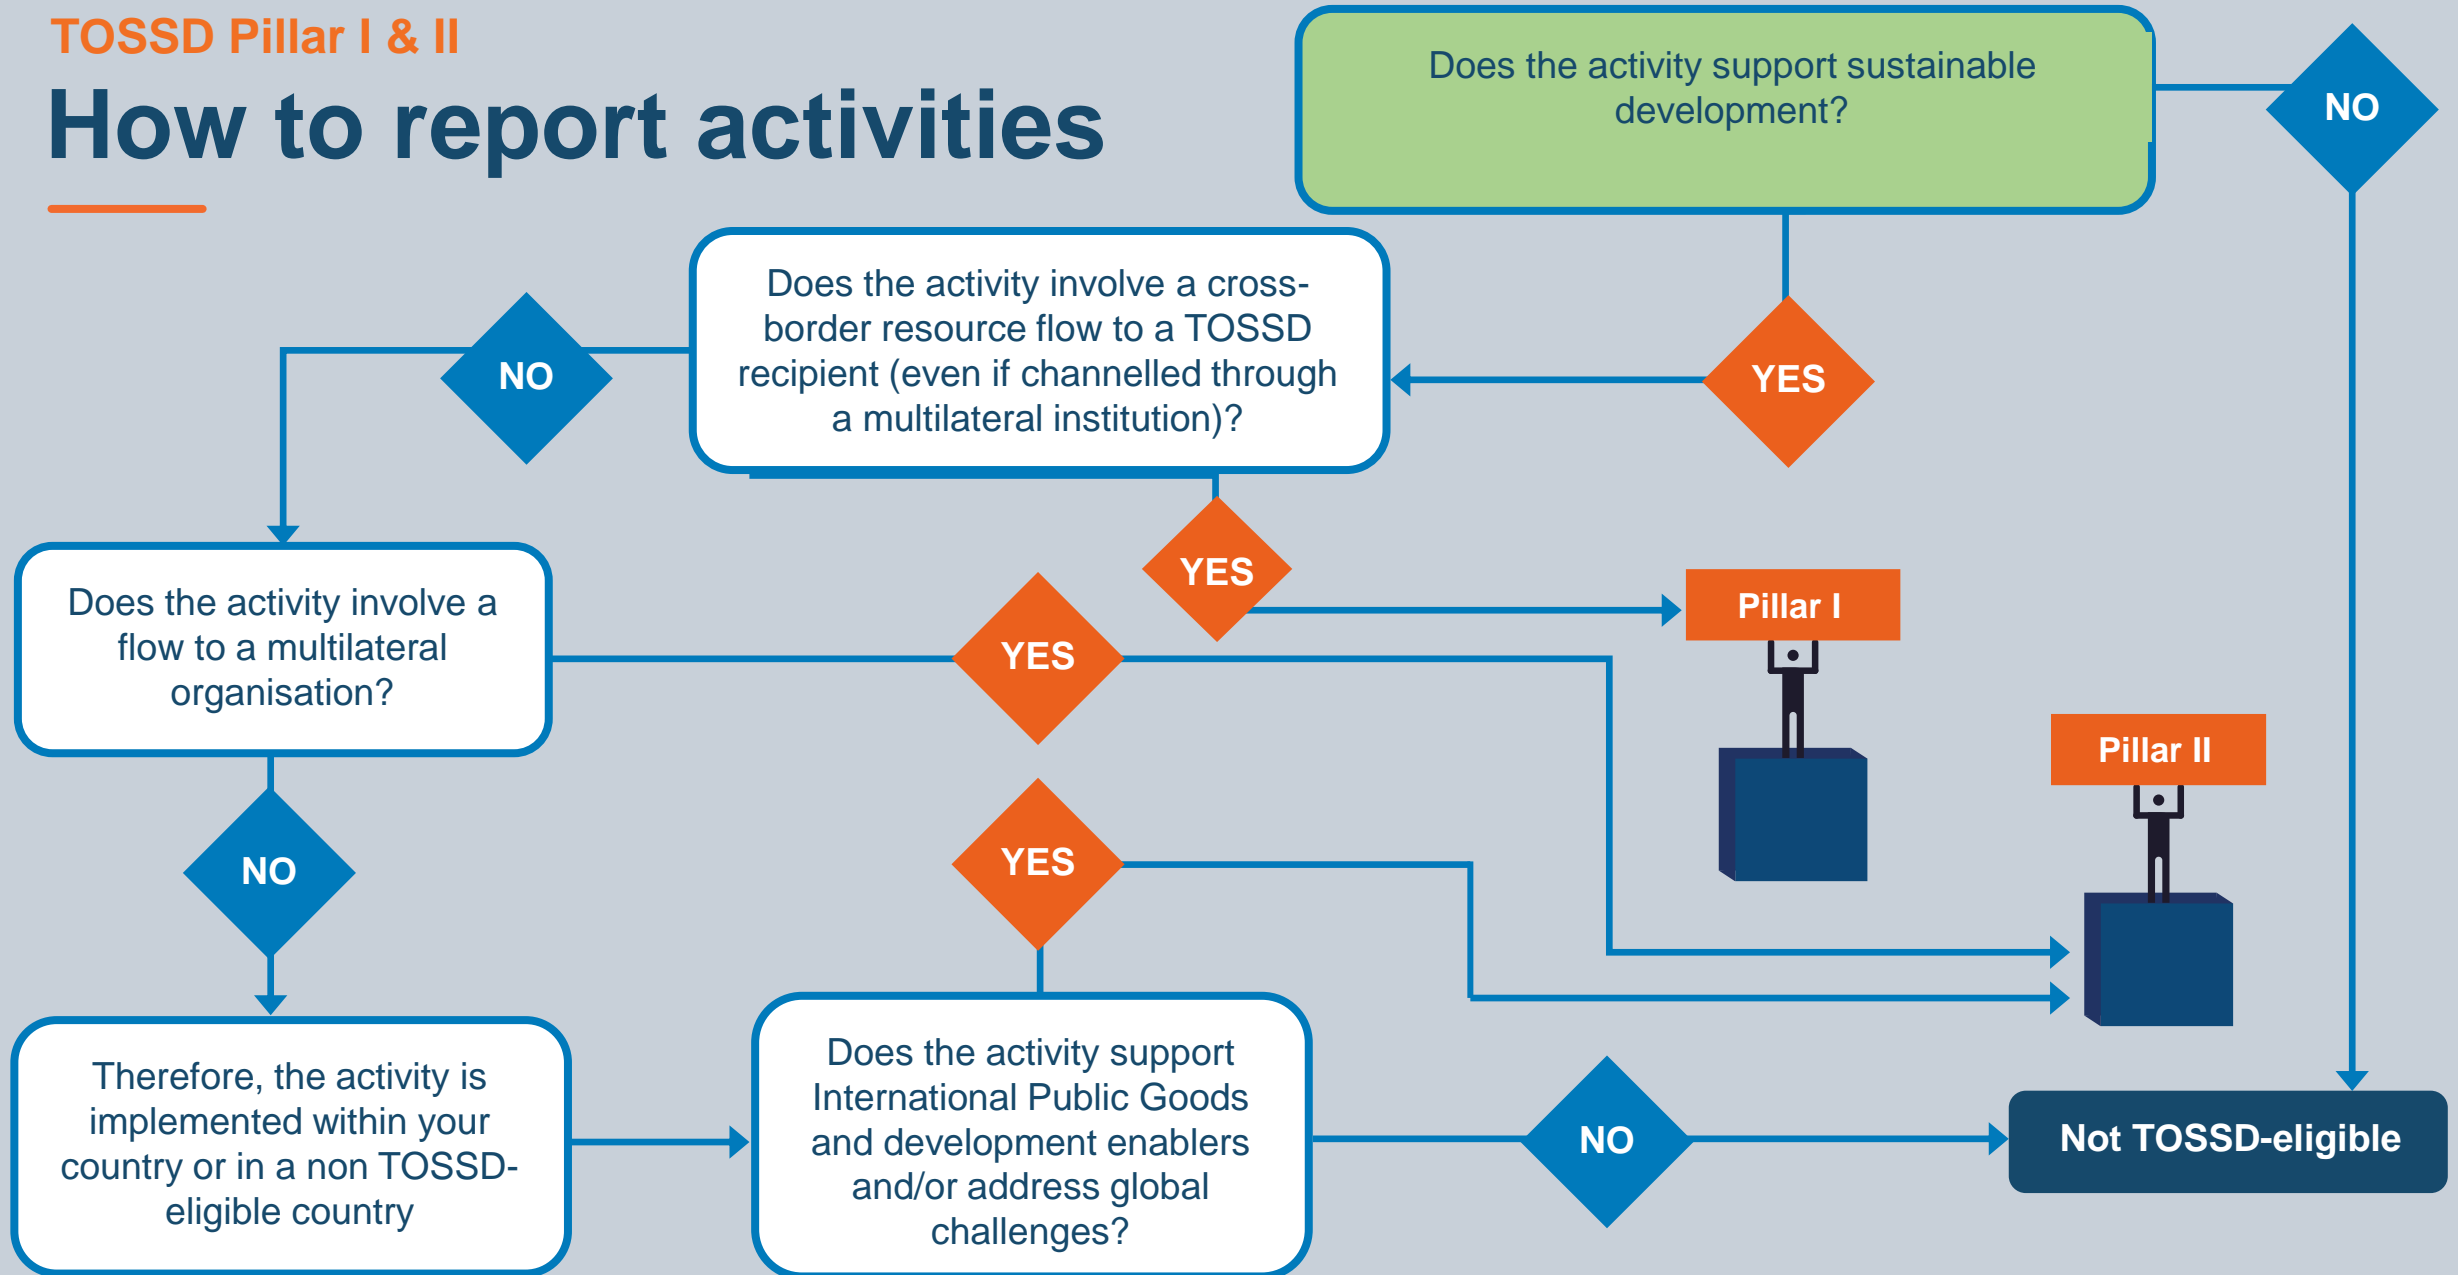 TOSSD Pillar I & II
How to report activities
Does the activity support sustainable
development?
NO
Does the activity involve a cross-
border resource flow to a TOSSD
recipient (even if channelled through
a multilateral institution)?
NO
YES
YES
Does the activity involve a
flow to a multilateral
organisation?
YES
Pillar I
Pillar II
NO
YES
Therefore, the activity is
implemented within your
country or in a non TOSSD-
eligible country
Does the activity support
International Public Goods
and development enablers
and/or address global
challenges?
NO
Not TOSSD-eligible